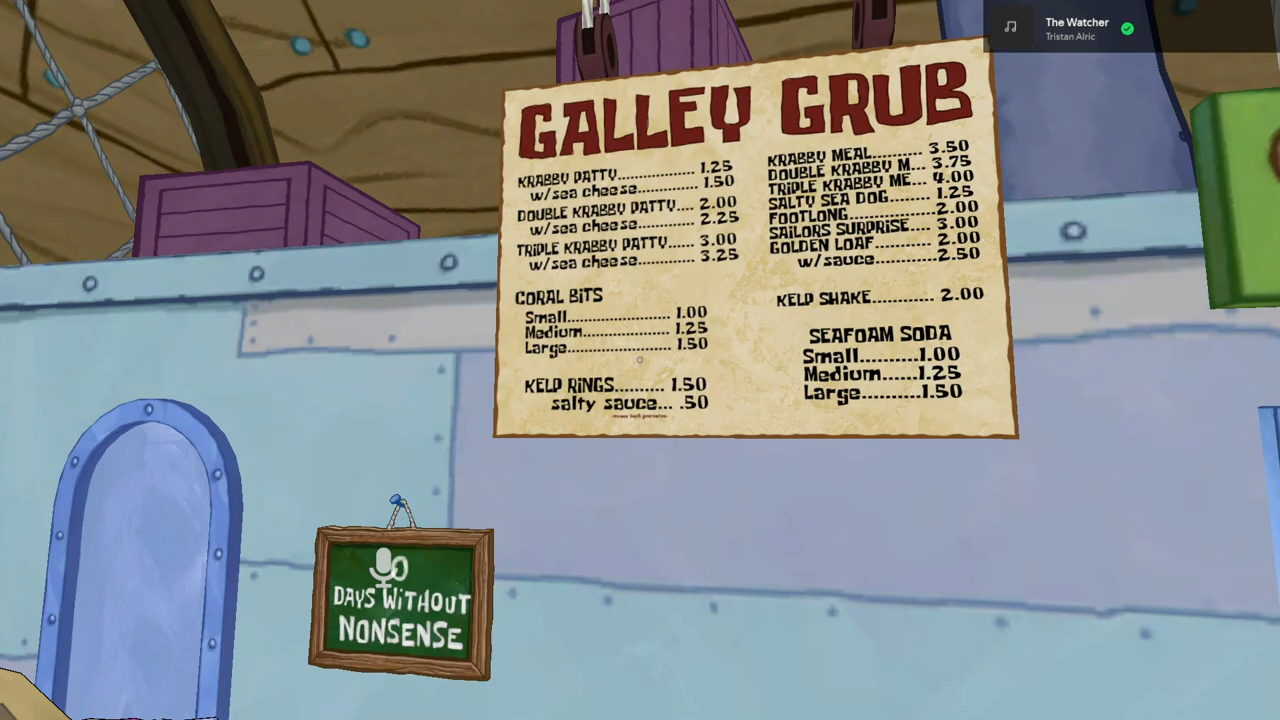 The Watcher
Tristan Alric
GALLEY GRUB
KRABBY PATTY................ 1.25
w/sea cheese............ 1.50
DOUBLE KRABBY PATTY.... 2.00
w/sea cheese............ 2.25
TRIPLE KRABBY PATTY...... 3.00
w/sea cheese............ 3.25
CORAL BITS
Small....................... 1.00
Medium.................... 1.25
Large....................... 1.50
KELP RINGS.......... 1.50
salty sauce... .50
KRABBY MEAL.......... 3.50
DOUBLE KRABBY M... 3.75
TRIPLE KRABBY ME... 4.00
SALTY SEA DOG........ 1.25
FOOTLONG............... 2.00
SAILORS SURPRISE.... 3.00
GOLDEN LOAF.......... 2.00
w/sauce............2.50
KELP SHAKE............ 2.00
SEAFOAM SODA
Small..........1.00
Medium......1.25
Large..........1.50
0
DAYS WITHOUT
NONSENSE